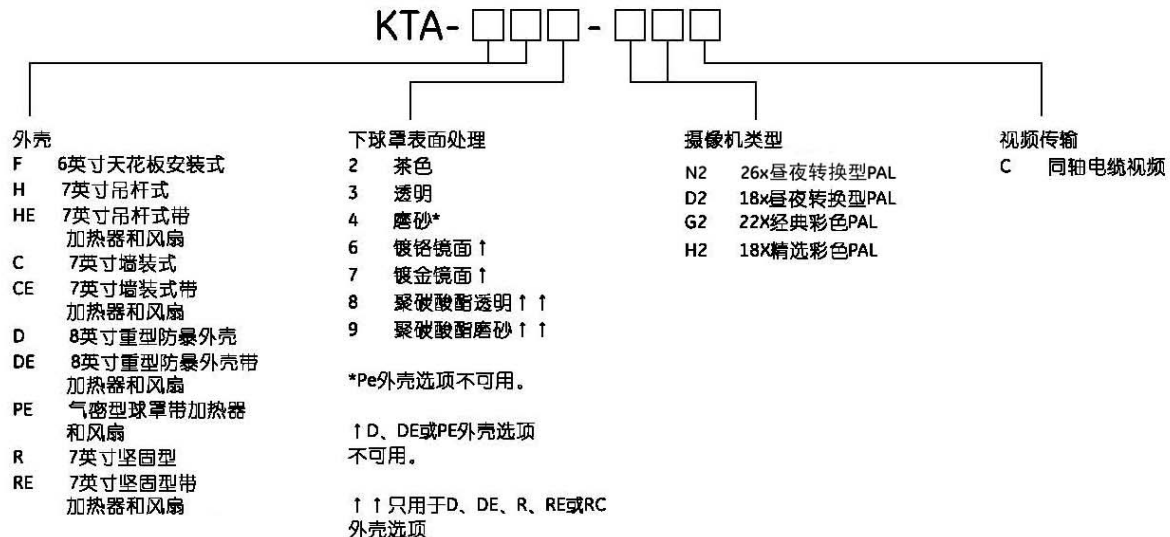 KTA- □□□ - □□□
外壳
F 6英寸天花板安装式
H 7英寸吊杆式
HE 7英寸吊杆式带
加热器和风扇
C 7英寸墙装式
CE 7英寸墙装式带
加热器和风扇
D 8英寸重型防暴外壳
DE 8英寸重型防暴外壳带
加热器和风扇
PE 气密型球罩带加热器
和风扇
R 7英寸坚固型
RE 7英寸坚固型带
加热器和风扇
下球罩表面处理
2 茶色
3 透明
4 磨砂*
6 镀铬镜面↑
7 镀金镜面↑
8 聚碳酸酯透明↑↑
9 聚碳酸酯磨砂↑↑
*Pe外壳选项不可用。
↑D、DE或PE外壳选项
不可用。
↑↑只用于D、DE、R、RE或RC
外壳选项
摄像机类型
N2 26x昼夜转换型PAL
D2 18x昼夜转换型PAL
G2 22X经典彩色PAL
H2 18X精选彩色PAL
视频传输
C 同轴电缆视频